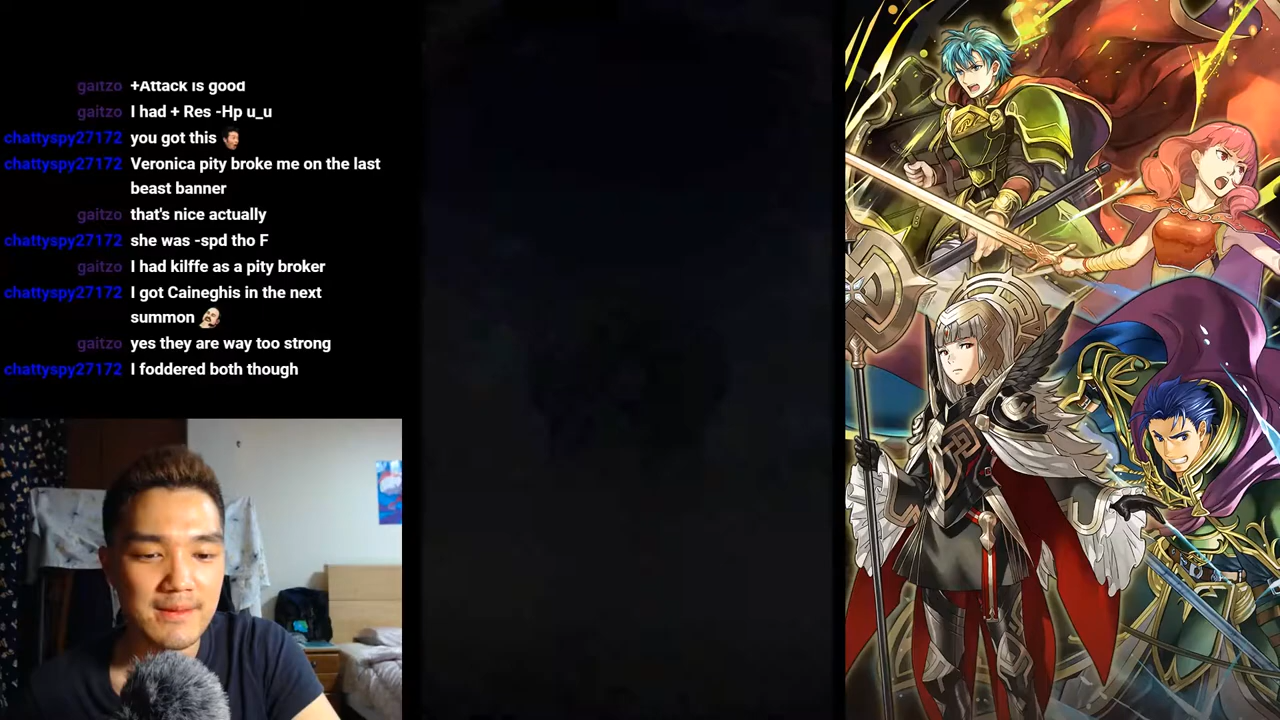 gaitzo +Attack is good
gaitzo I had + Res -Hp u_u
chattyspy27172 you got this
chattyspy27172 Veronica pity broke me on the last
beast banner
gaitzo that's nice actually
chattyspy27172 she was -spd tho F
gaitzo I had kilffe as a pity broker
chattyspy27172 I got Caineghis in the next
summon
gaitzo yes they are way too strong
chattyspy27172 I foddered both though